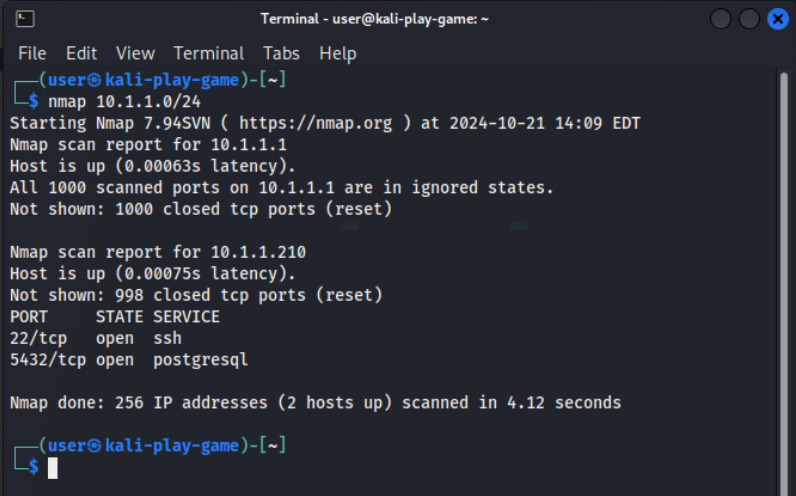 Terminal - user@kali-play-game: ~
File Edit View Terminal Tabs Help
┌──(user㉿kali-play-game)-[~]
└─$ nmap 10.1.1.0/24
Starting Nmap 7.94SVN ( https://nmap.org ) at 2024-10-21 14:09 EDT
Nmap scan report for 10.1.1.1
Host is up (0.00063s latency).
All 1000 scanned ports on 10.1.1.1 are in ignored states.
Not shown: 1000 closed tcp ports (reset)

Nmap scan report for 10.1.1.210
Host is up (0.00075s latency).
Not shown: 998 closed tcp ports (reset)
PORT     STATE SERVICE
22/tcp   open  ssh
5432/tcp open  postgresql

Nmap done: 256 IP addresses (2 hosts up) scanned in 4.12 seconds

┌──(user㉿kali-play-game)-[~]
└─$